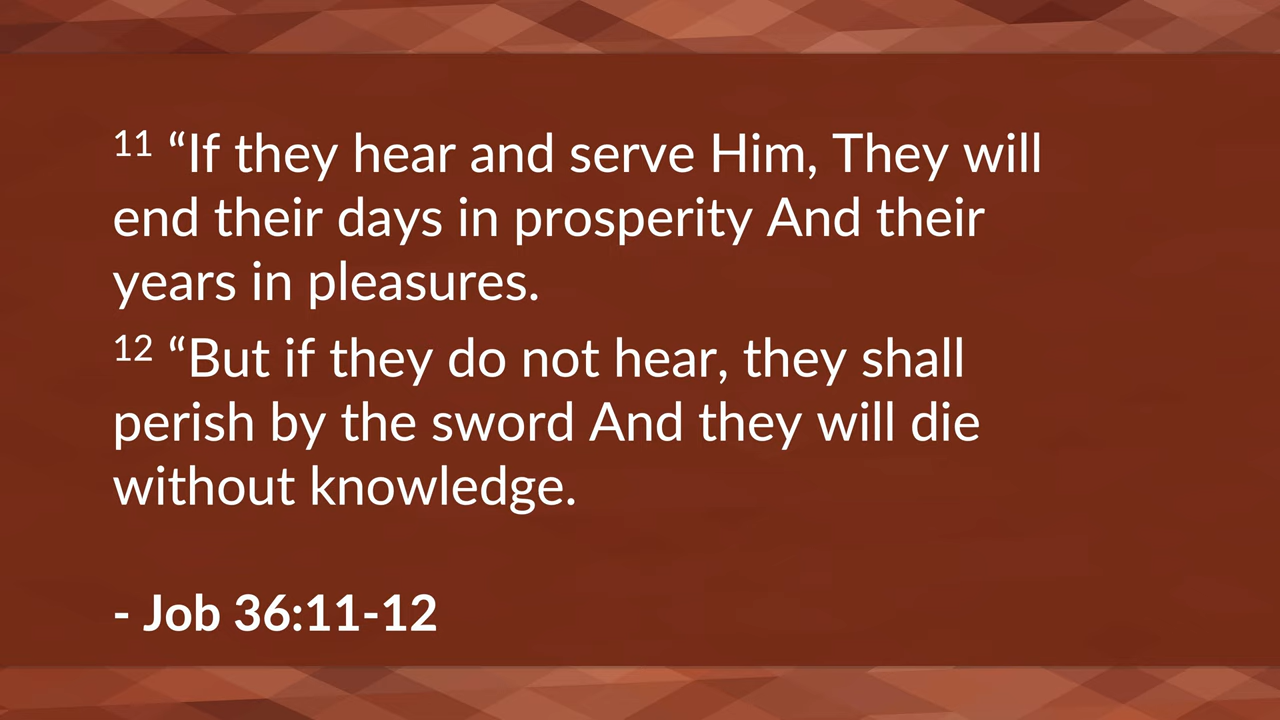 11 “If they hear and serve Him, They will
end their days in prosperity And their
years in pleasures.
12 “But if they do not hear, they shall
perish by the sword And they will die
without knowledge.
- Job 36:11-12